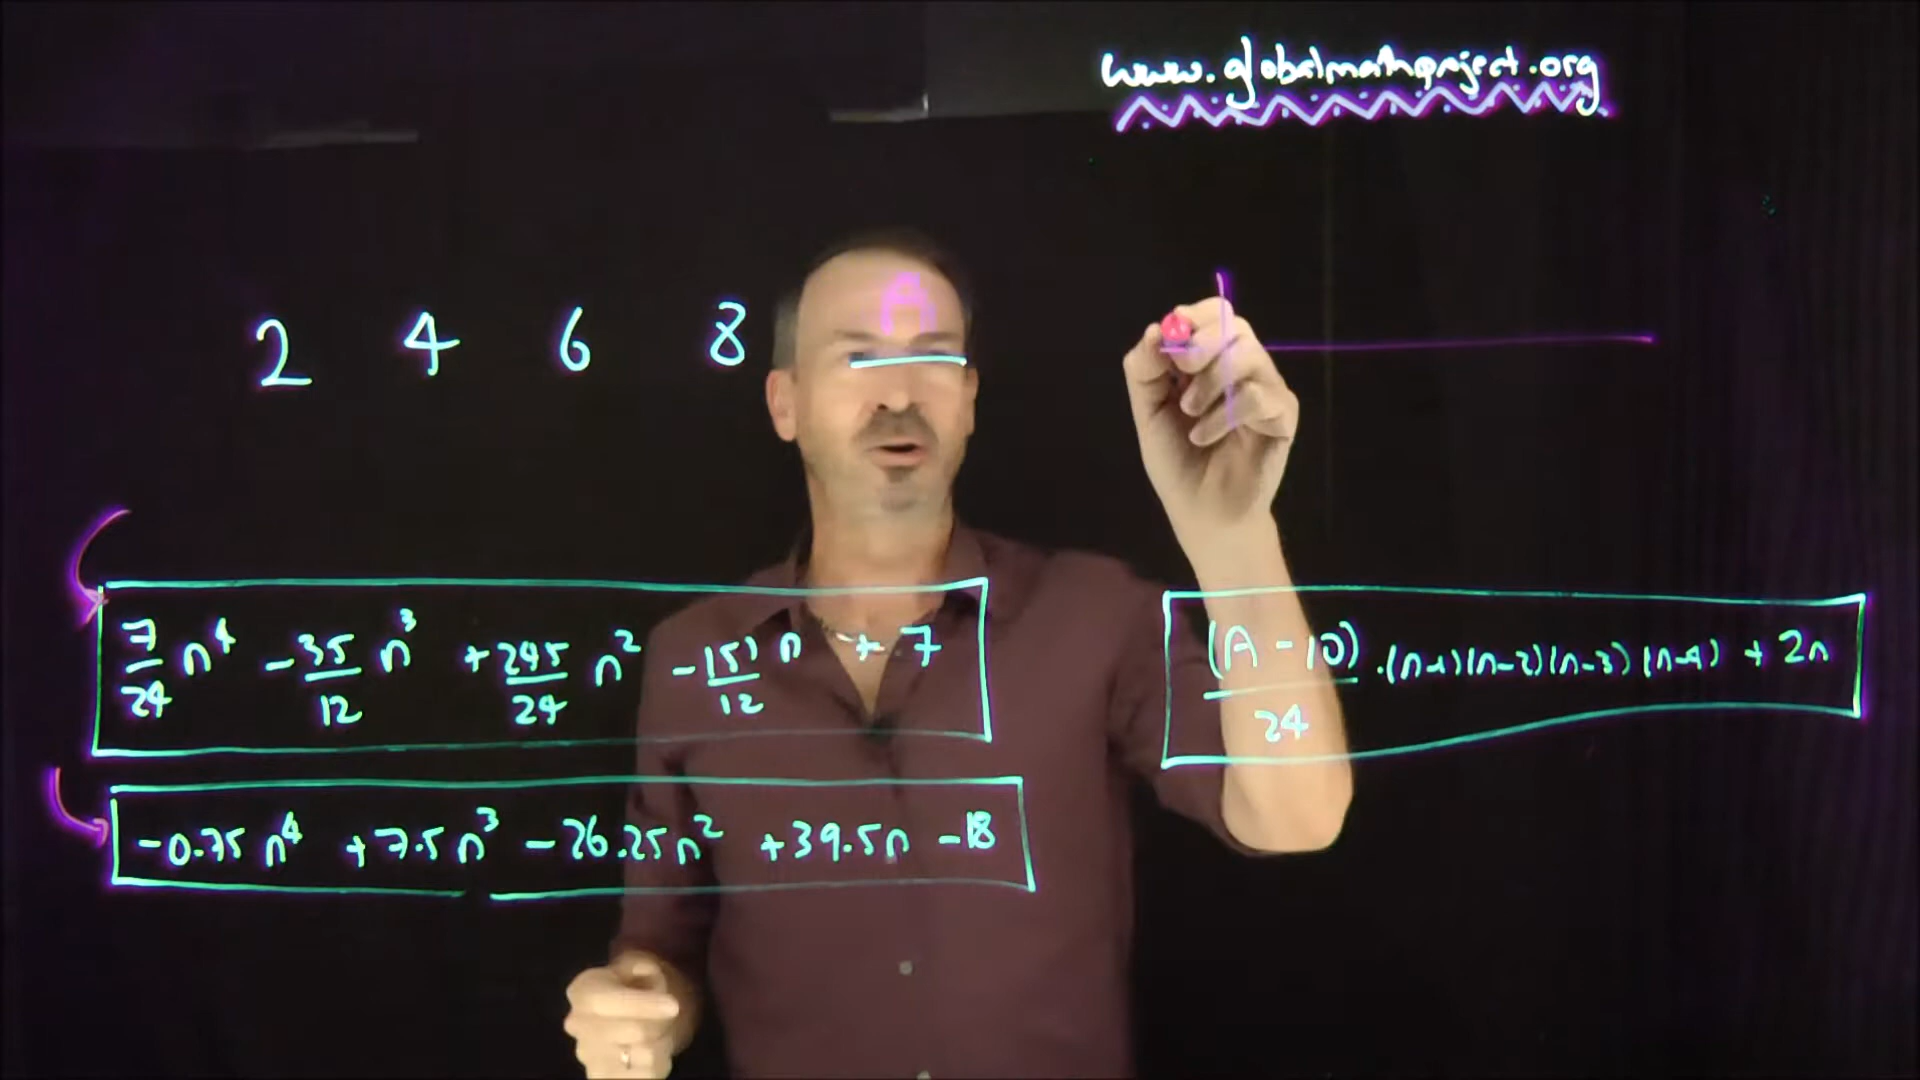 www.globalmathproject.org
2 4 6 8 A
7/24 n⁴ - 35/12 n³ + 245/24 n² - 151/12 n + 7
(A - 10)/24 ·(n-1)(n-2)(n-3)(n-4) + 2n
-0.75 n⁴ + 7.5 n³ - 26.25 n² + 39.5 n - 18